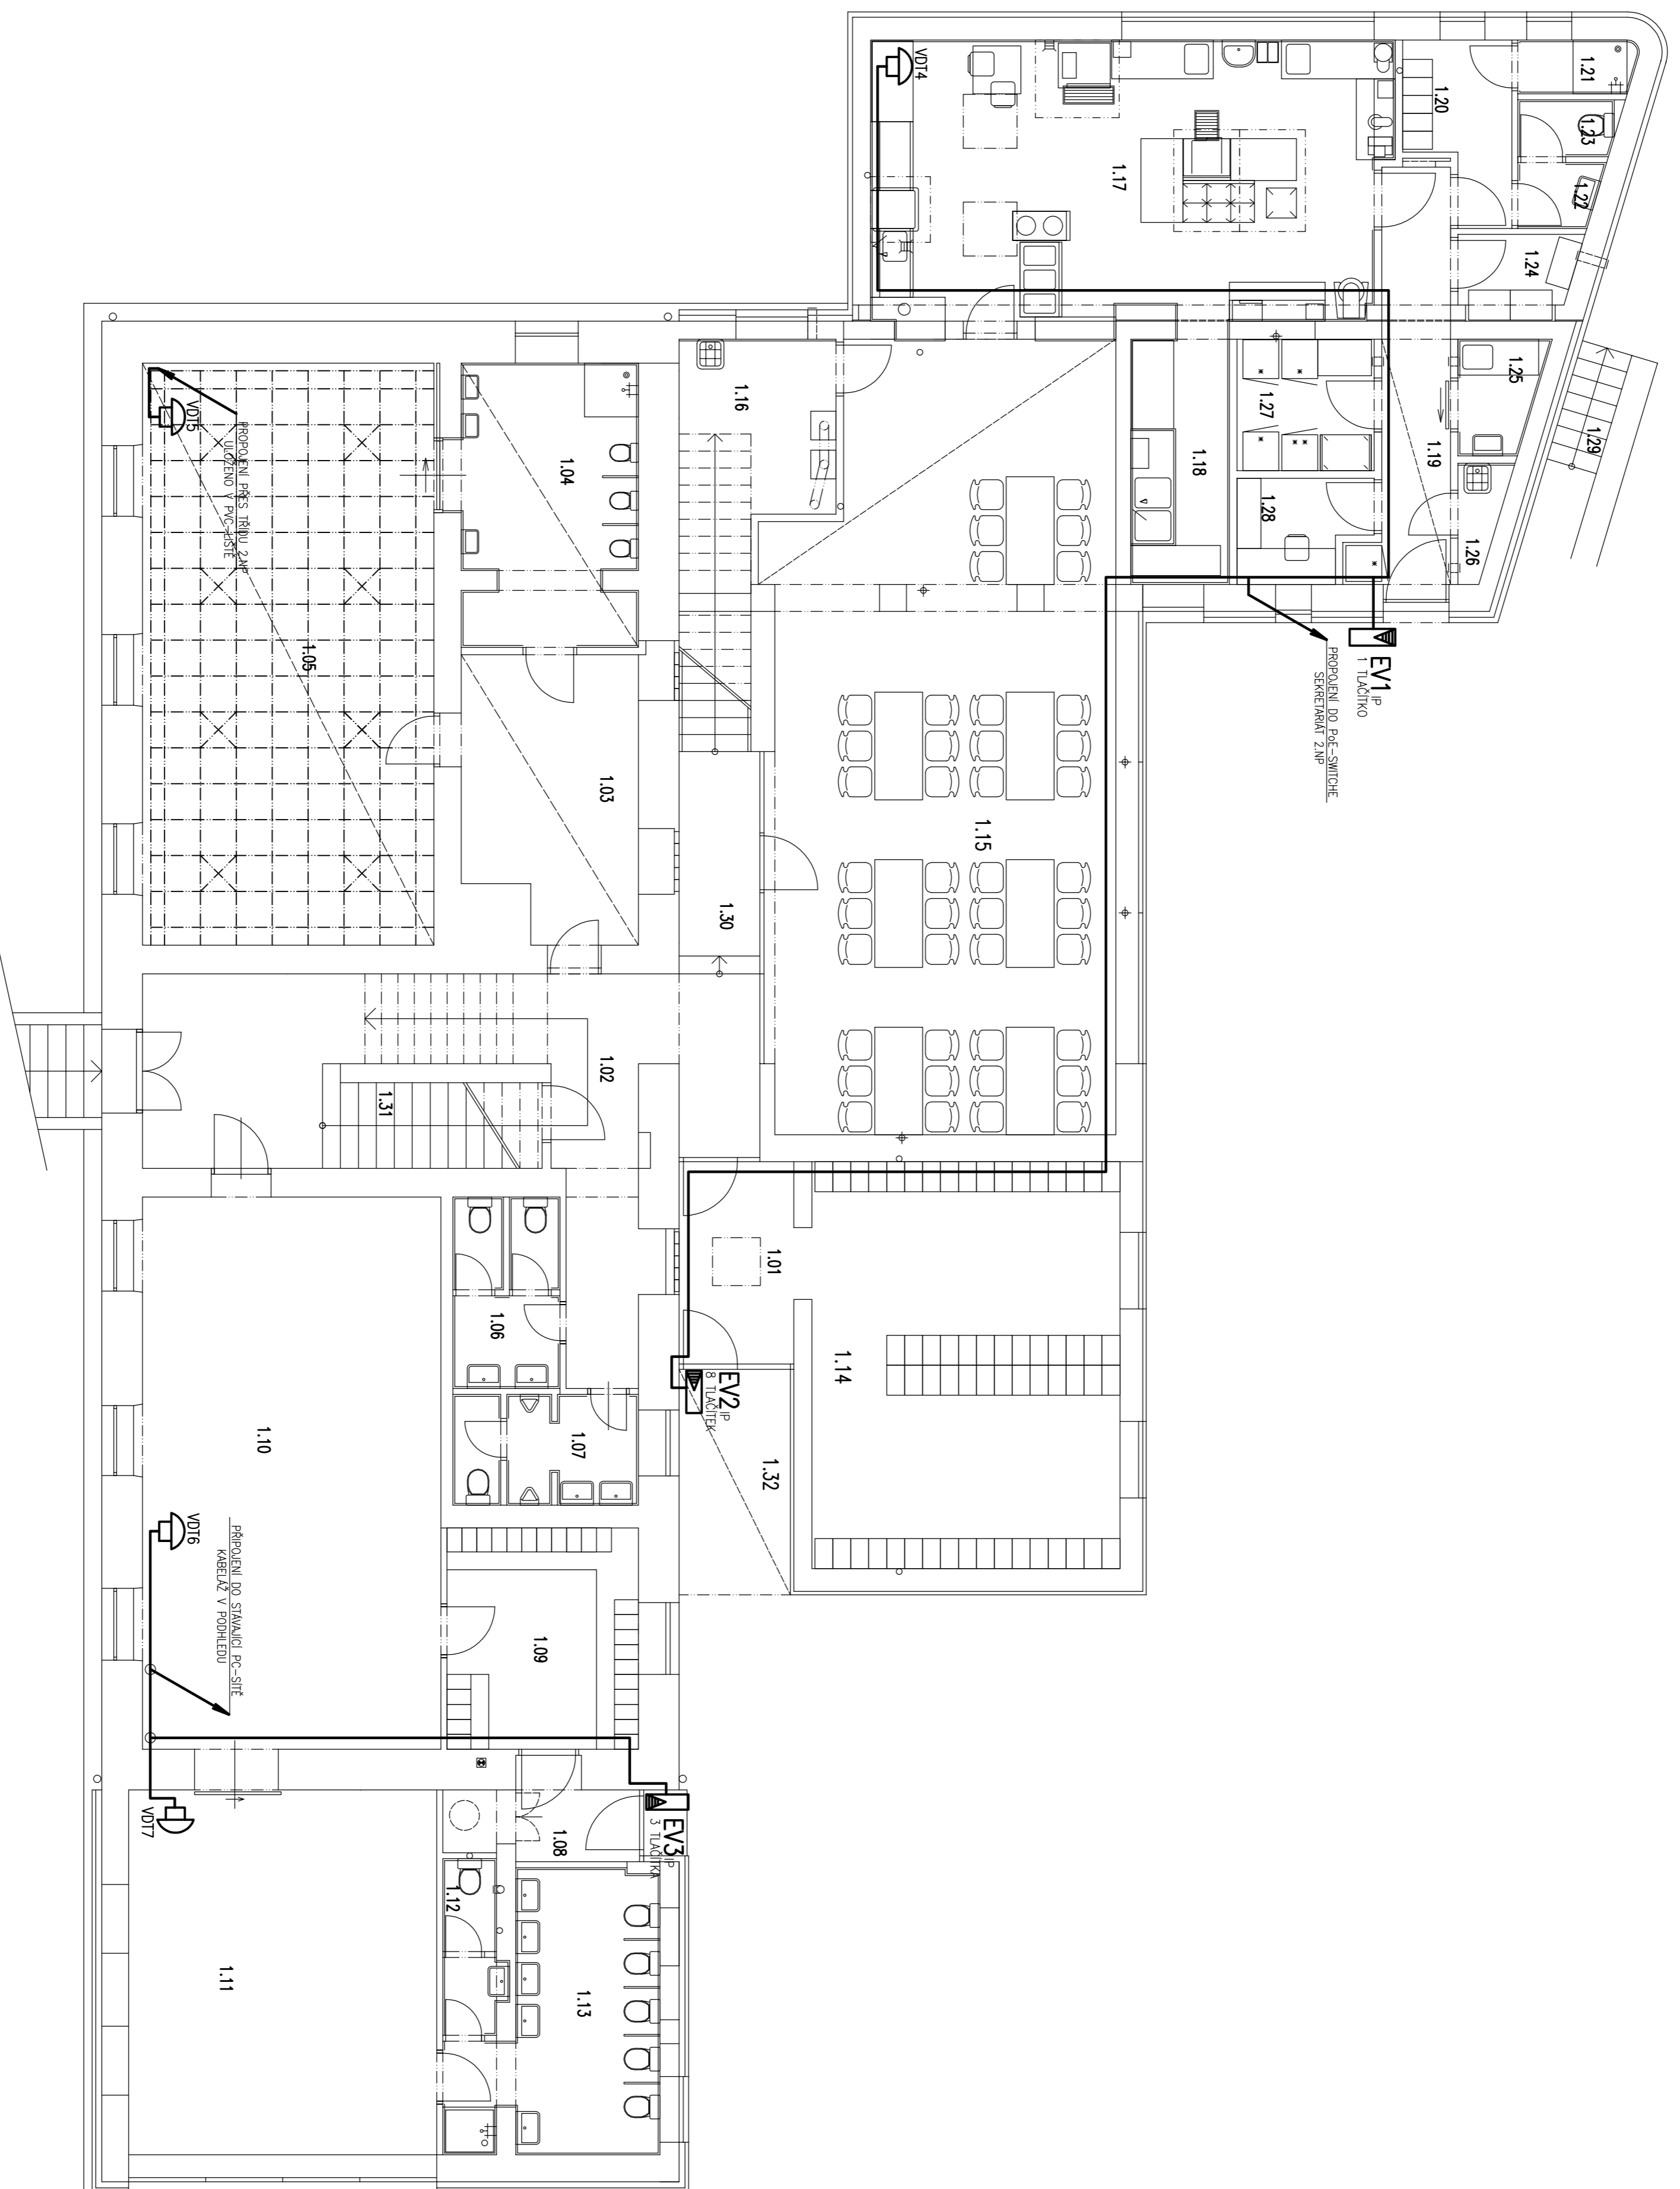 1.21
1.23
1.22
1.20
1.24
1.17
VDT4
1.25
1.29
1.19
1.26
1.27
1.28
1.18
1.16
1.04
VDT5
PROPOJENÍ PŘES TŘÍDU 2.NP
ULOŽENO V PVC-LIŠTĚ
1.05
EV1 IP
1 TLAČÍTKO
PROPOJENÍ DO PoE-SWITCHE
SEKRETARIÁT 2.NP
1.03
1.15
1.30
1.02
1.31
1.01
1.06
1.14
EV2 IP
8 TLAČÍTEK
1.32
1.07
1.10
VDT6
PŘIPOJENÍ DO STÁVAJÍCÍ PC-SÍTĚ
KABELÁŽ V PODHLEDU
1.09
EV3 IP
3 TLAČÍTKA
1.08
VDT7
1.12
1.13
1.11